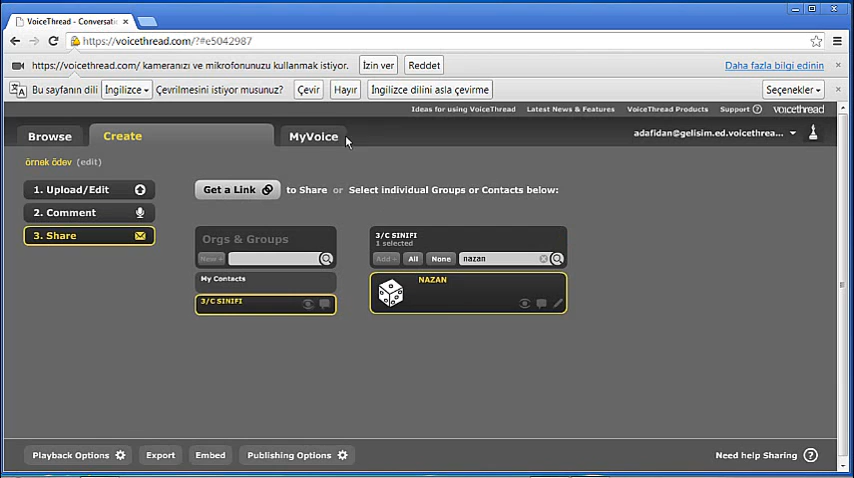 VoiceThread - Conversati
https://voicethread.com/?#e5042987
https://voicethread.com/ kameranızı ve mikrofonunuzu kullanmak istiyor. İzin ver Reddet Daha fazla bilgi edinin
Bu sayfanın dili İngilizce Çevrilmesini istiyor musunuz? Çevir Hayır İngilizce dilini asla çevirme Seçenekler
Ideas for using VoiceThread Latest News & Features VoiceThread Products Support voicethread
Browse Create MyVoice adafidan@gelisim.ed.voicethrea...
örnek ödev (edit)
1. Upload/Edit Get a Link to Share or Select individual Groups or Contacts below:
2. Comment
3. Share
Orgs & Groups
New +
My Contacts
3/C SINIFI
3/C SINIFI
1 selected
Add + All None nazan
NAZAN
Playback Options Export Embed Publishing Options Need help Sharing ?